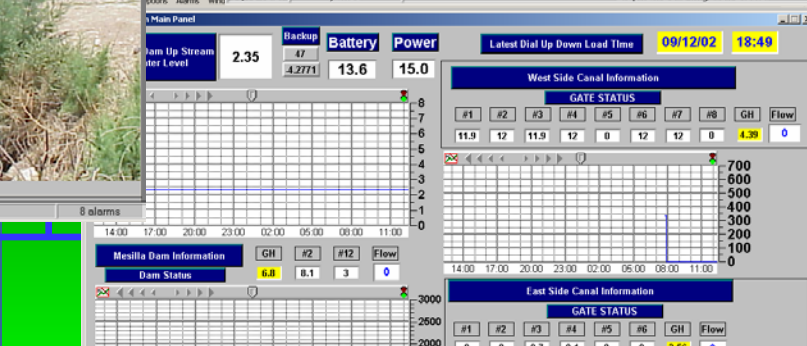 Alarms
n Main Panel
Dam Up Stream
ter Level
2.35
Backup
47
-4.2771
Battery
13.6
Power
15.0
Latest Dial Up Down Load TIme
09/12/02
18:49
West Side Canal Information
GATE STATUS
#1 #2 #3 #4 #5 #6 #7 #8 GH Flow
11.9 12 11.9 12 0 12 12 0 4.39 0
8
7
6
5
4
3
2
1
0
14:00 17:00 20:00 23:00 02:00 05:00 08:00 11:00
8 alarms
700
600
500
400
300
200
100
0
14:00 17:00 20:00 23:00 02:00 05:00 08:00 11:00
Mesilla Dam Information
Dam Status
GH #2 #12 Flow
6.8 8.1 3 0
3000
2500
2000
East Side Canal Information
GATE STATUS
#1 #2 #3 #4 #5 #6 GH Flow